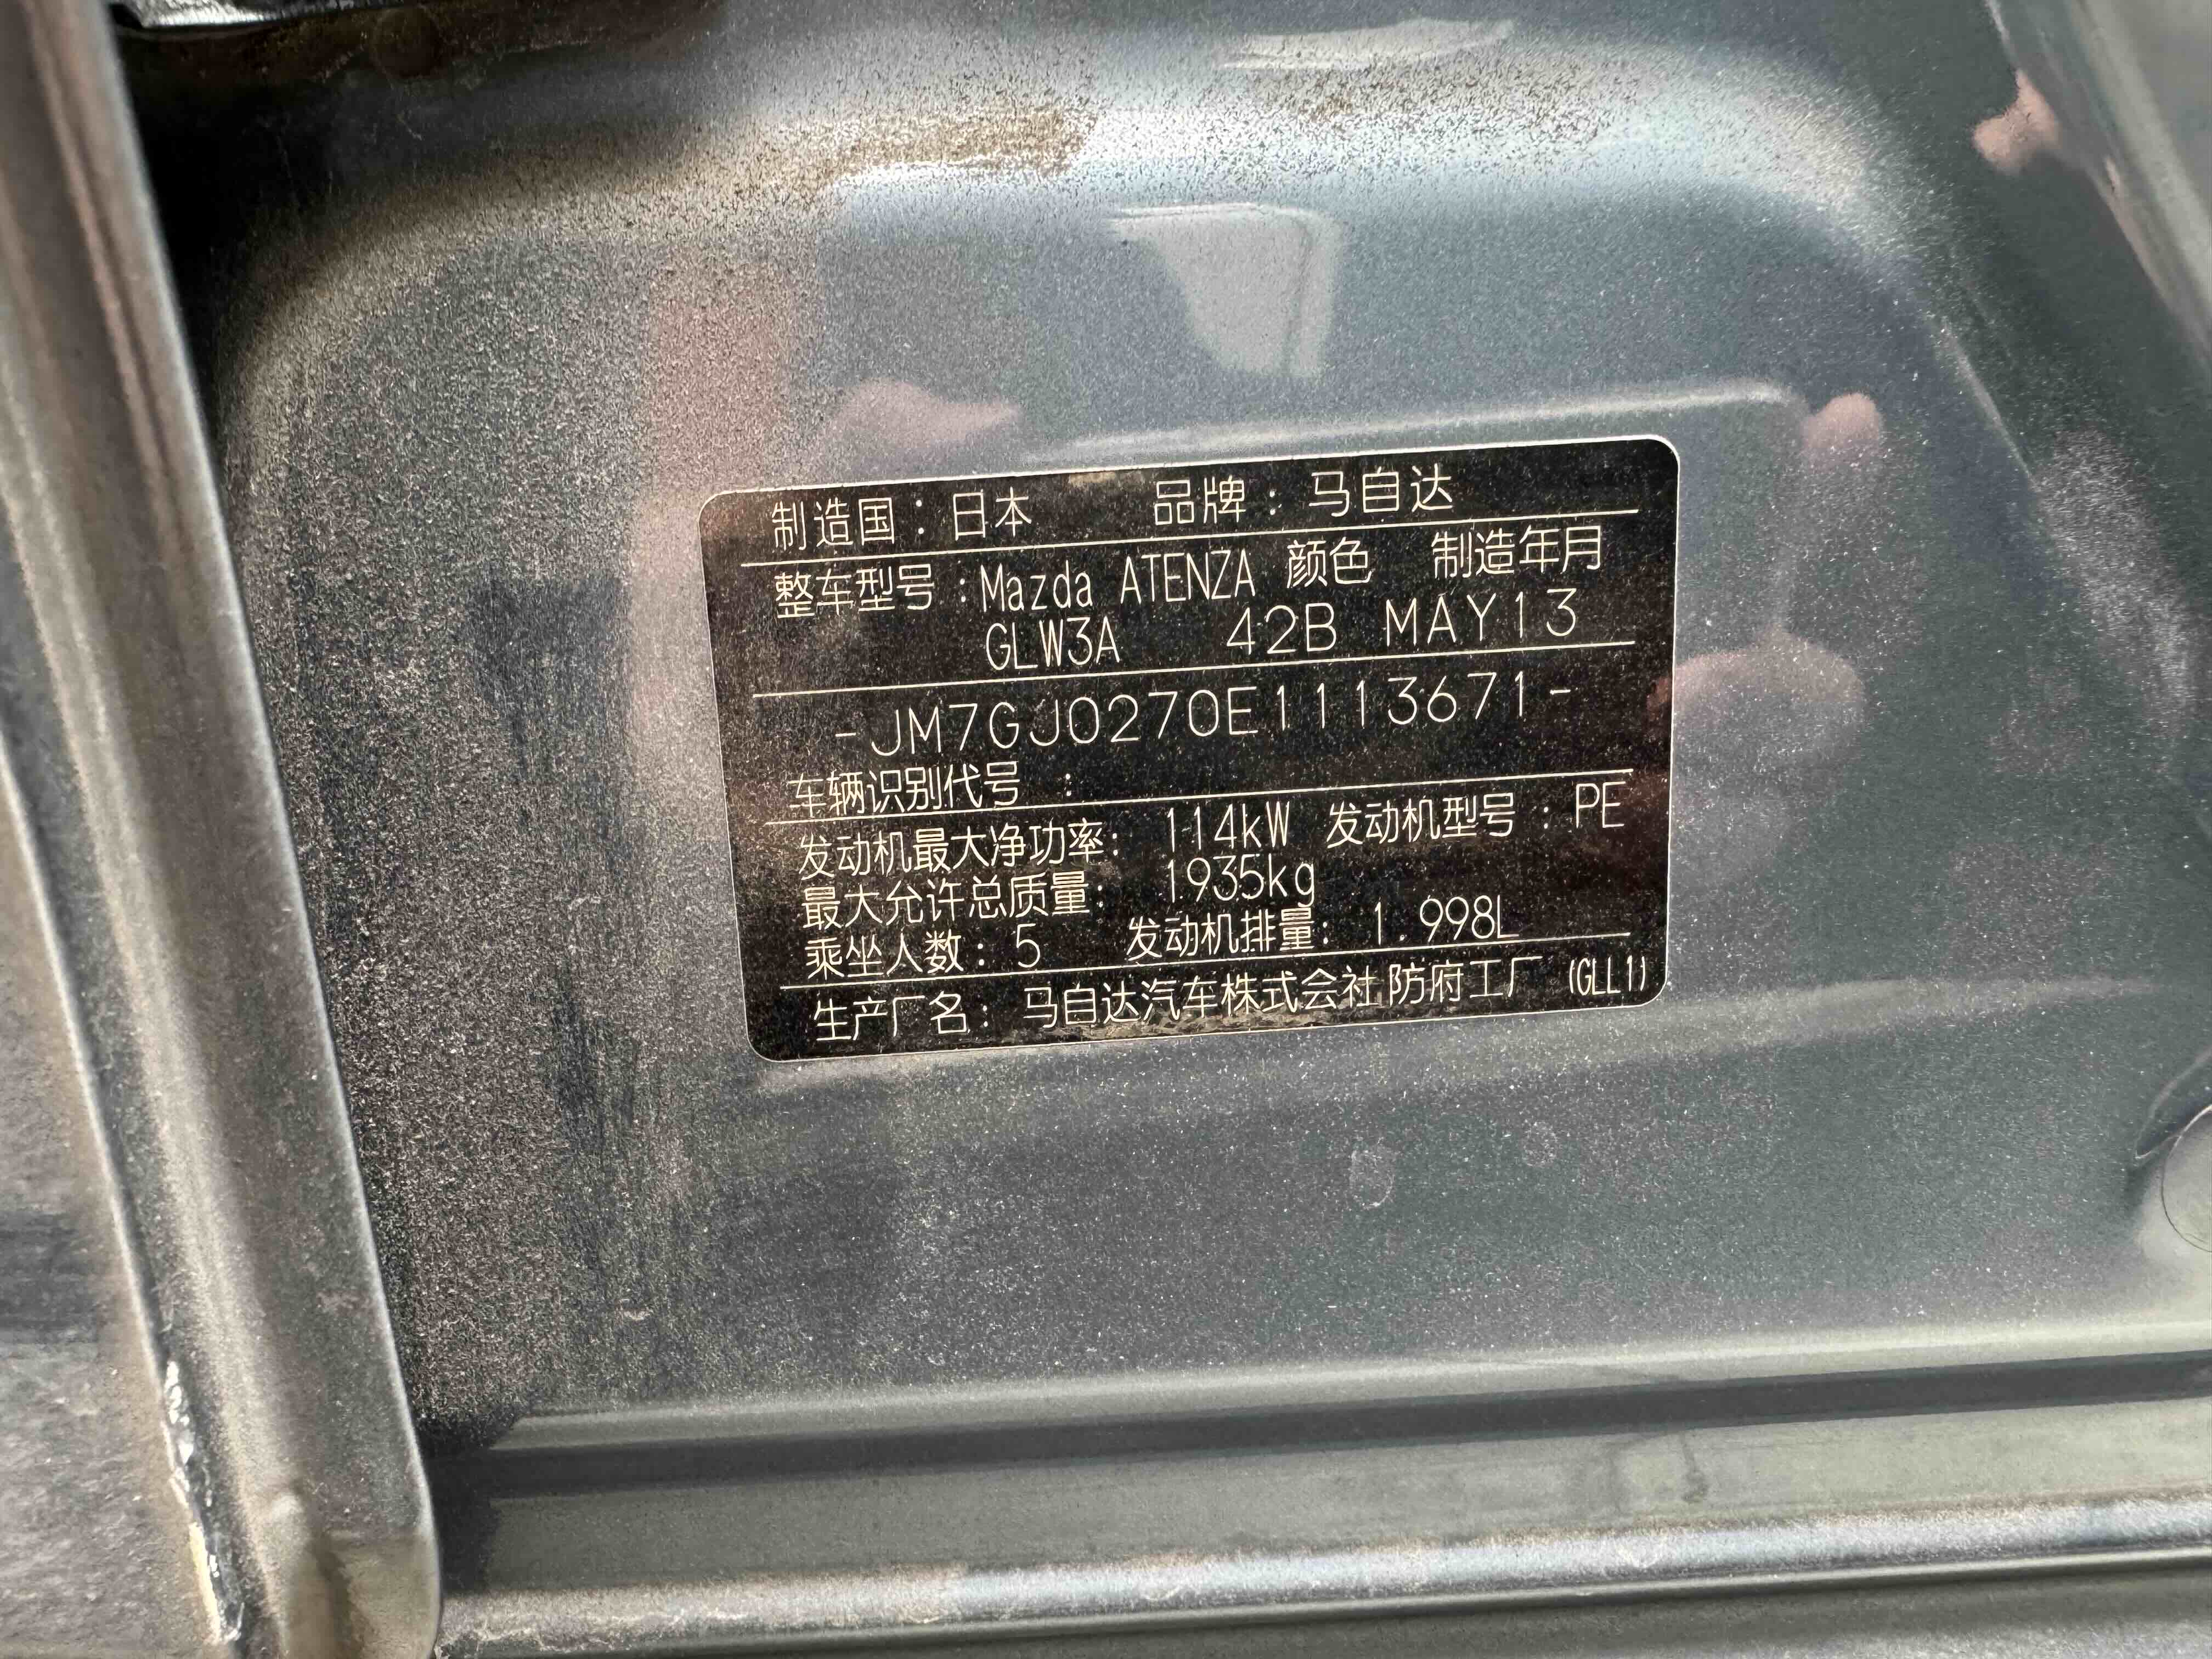 制造国：日本 品牌：马自达
整车型号：Mazda ATENZA 颜色 制造年月
GLW3A 42B MAY13
-JM7GJ0270E1113671-
车辆识别代号：
发动机最大净功率：114kW 发动机型号：PE
最大允许总质量：1935kg
乘坐人数：5 发动机排量：1.998L
生产厂名：马自达汽车株式会社防府工厂 (GLL1)